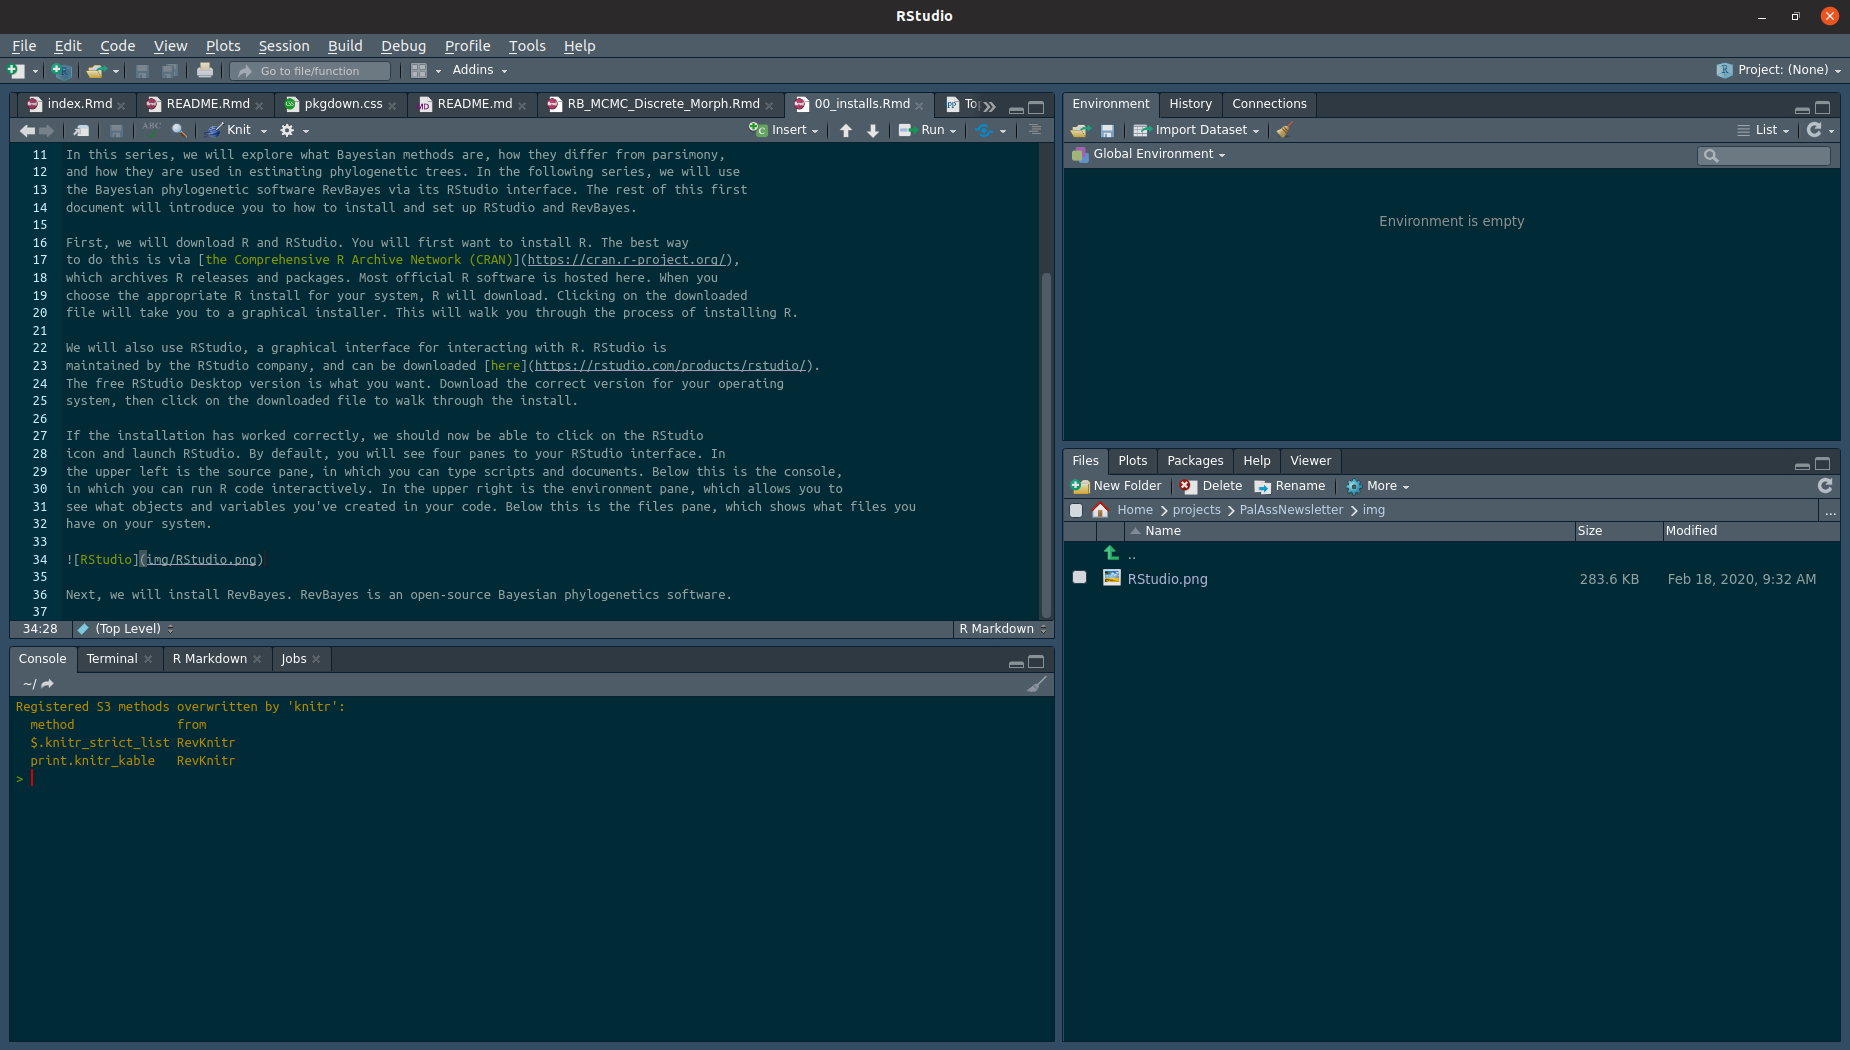 RStudio
File Edit Code View Plots Session Build Debug Profile Tools Help
Go to file/function Addins Project: (None)
index.Rmd README.Rmd pkgdown.css README.md RB_MCMC_Discrete_Morph.Rmd 00_installs.Rmd
ABC Knit Insert Run
11 In this series, we will explore what Bayesian methods are, how they differ from parsimony,
12 and how they are used in estimating phylogenetic trees. In the following series, we will use
13 the Bayesian phylogenetic software RevBayes via its RStudio interface. The rest of this first
14 document will introduce you to how to install and set up RStudio and RevBayes.
15
16 First, we will download R and RStudio. You will first want to install R. The best way
17 to do this is via [the Comprehensive R Archive Network (CRAN)](https://cran.r-project.org/),
18 which archives R releases and packages. Most official R software is hosted here. When you
19 choose the appropriate R install for your system, R will download. Clicking on the downloaded
20 file will take you to a graphical installer. This will walk you through the process of installing R.
21
22 We will also use RStudio, a graphical interface for interacting with R. RStudio is
23 maintained by the RStudio company, and can be downloaded [here](https://rstudio.com/products/rstudio/).
24 The free RStudio Desktop version is what you want. Download the correct version for your operating
25 system, then click on the downloaded file to walk through the install.
26
27 If the installation has worked correctly, we should now be able to click on the RStudio
28 icon and launch RStudio. By default, you will see four panes to your RStudio interface. In
29 the upper left is the source pane, in which you can type scripts and documents. Below this is the console,
30 in which you can run R code interactively. In the upper right is the environment pane, which allows you to
31 see what objects and variables you've created in your code. Below this is the files pane, which shows what files you
32 have on your system.
33
34 ![RStudio](img/RStudio.png)
35
36 Next, we will install RevBayes. RevBayes is an open-source Bayesian phylogenetics software.
37
34:28 (Top Level) R Markdown
Console Terminal R Markdown Jobs
~/
Registered S3 methods overwritten by 'knitr':
method from
$.knitr_strict_list RevKnitr
print.knitr_kable RevKnitr
>
Environment History Connections
Import Dataset List
Global Environment
Environment is empty
Files Plots Packages Help Viewer
New Folder Delete Rename More
Home projects PalAssNewsletter img ...
Name Size Modified
..
RStudio.png 283.6 KB Feb 18, 2020, 9:32 AM